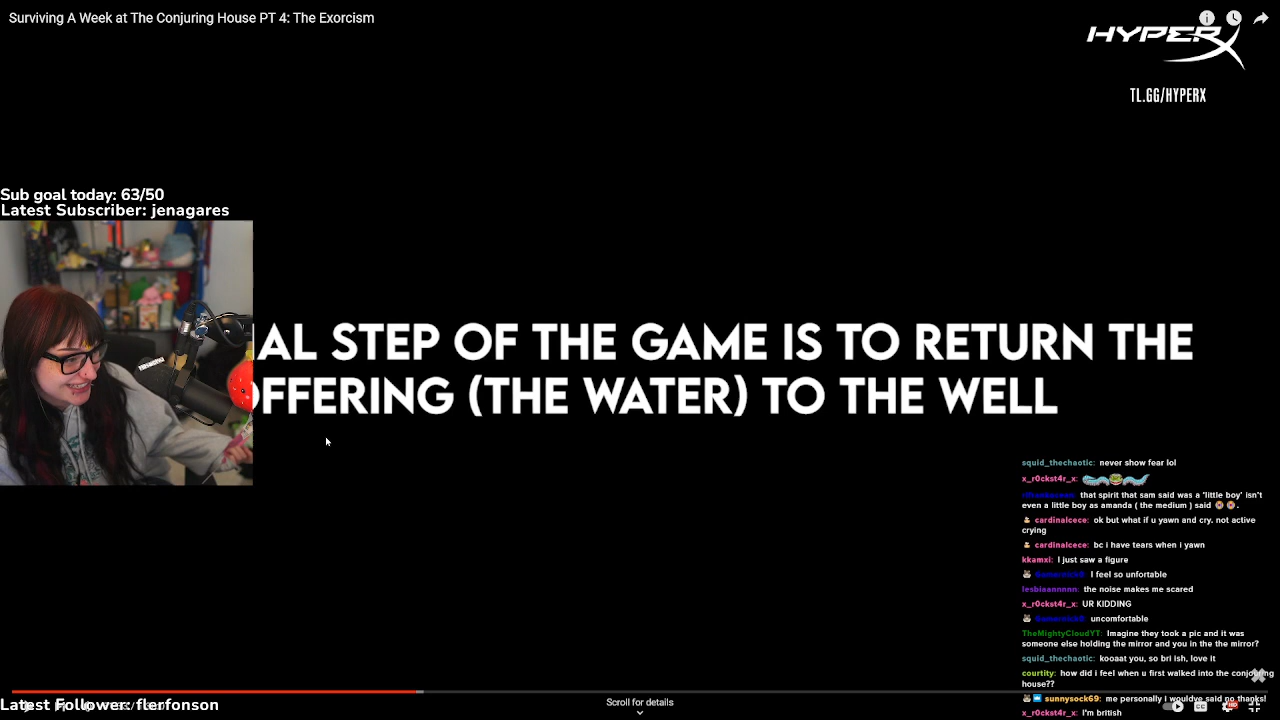 Surviving A Week at The Conjuring House PT 4: The Exorcism
HYPERX
TL.GG/HYPERX
Sub goal today: 63/50
Latest Subscriber: jenagares
AL STEP OF THE GAME IS TO RETURN THE
OFFERING (THE WATER) TO THE WELL
squid_thechaotic: never show fear lol
x_r0ckst4r_x:
that spirit that sam said was a 'little boy' isn't
even a little boy as amanda ( the medium ) said
cardinalcece: ok but what if u yawn and cry. not active
crying
cardinalcece: bc i have tears when i yawn
kkamxi: I just saw a figure
I feel so unfortable
lesbiaannnnn: the noise makes me scared
x_r0ckst4r_x: UR KIDDING
uncomfortable
TheMightyCloudYT: Imagine they took a pic and it was
someone else holding the mirror and you in the the mirror?
squid_thechaotic: kooaat you, so bri ish, love it
courtity: how did i feel when u first walked into the conjoring
house??
sunnysock69: me personally i wouldve said no thanks!
x_r0ckst4r_x: i'm british
Latest Follower: fleofonson
Scroll for details
CC
HD